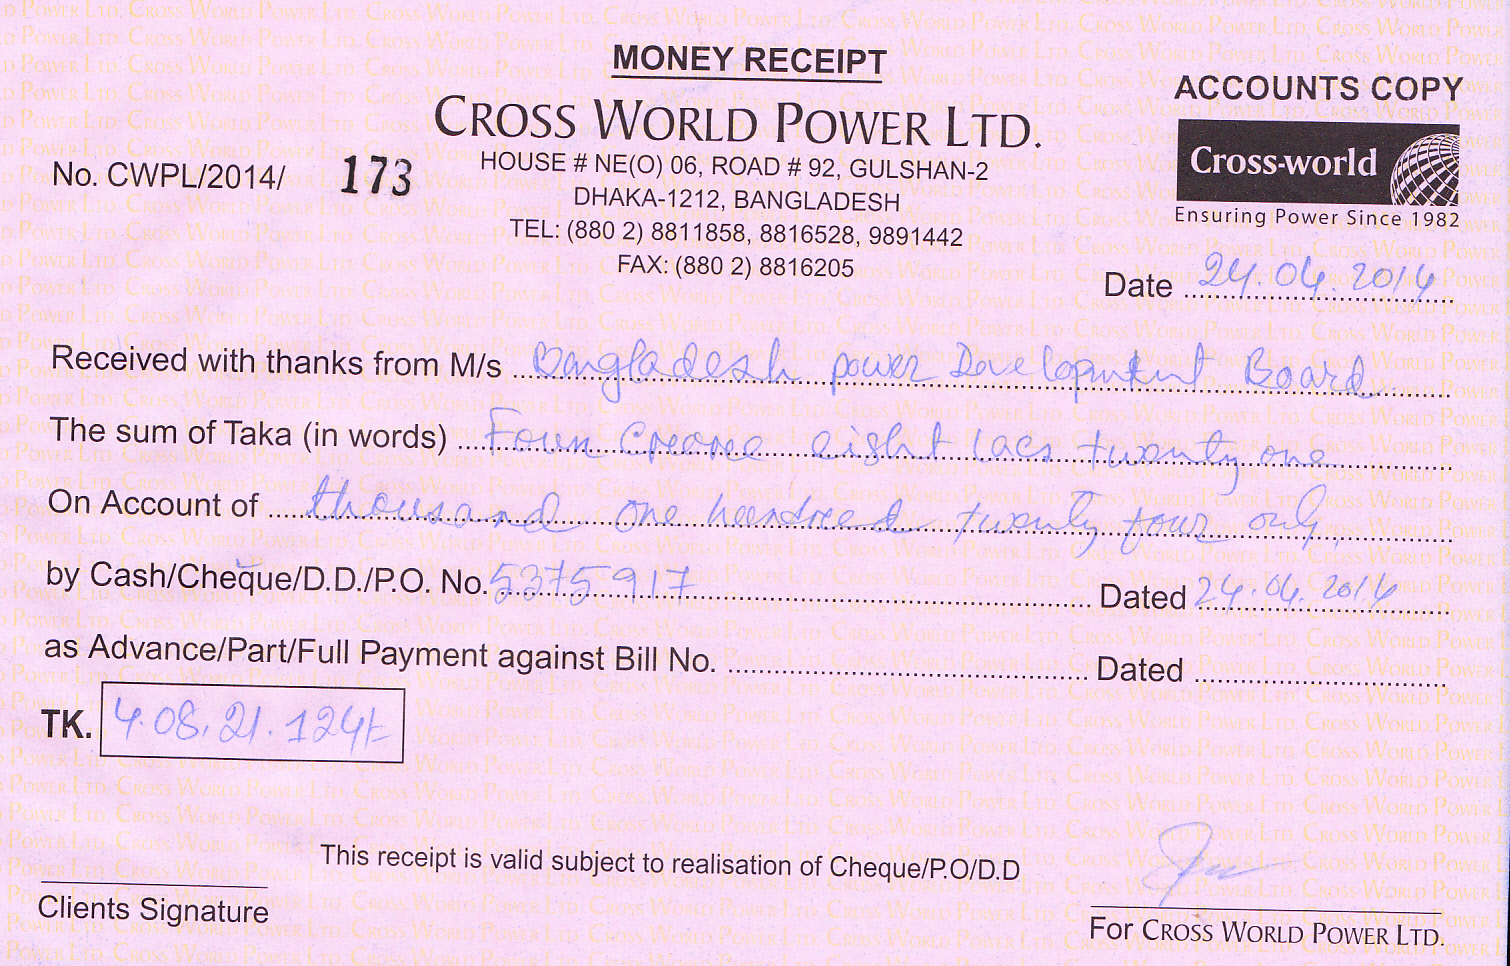 MONEY RECEIPT
ACCOUNTS COPY
CROSS WORLD POWER LTD.
Cross-world
Ensuring Power Since 1982
No. CWPL/2014/ 173
HOUSE # NE(O) 06, ROAD # 92, GULSHAN-2
DHAKA-1212, BANGLADESH
TEL: (880 2) 8811858, 8816528, 9891442
FAX: (880 2) 8816205
Date 24.04.2014
Received with thanks from M/s Bangladesh power Development Board
The sum of Taka (in words) Four Crore eight lacs twenty one
On Account of thousand one hundred twenty four only
by Cash/Cheque/D.D./P.O. No. 5375917 Dated 24.04.2014
as Advance/Part/Full Payment against Bill No. Dated
TK. 4.08.21.124/-
This receipt is valid subject to realisation of Cheque/P.O/D.D
Clients Signature
For CROSS WORLD POWER LTD.